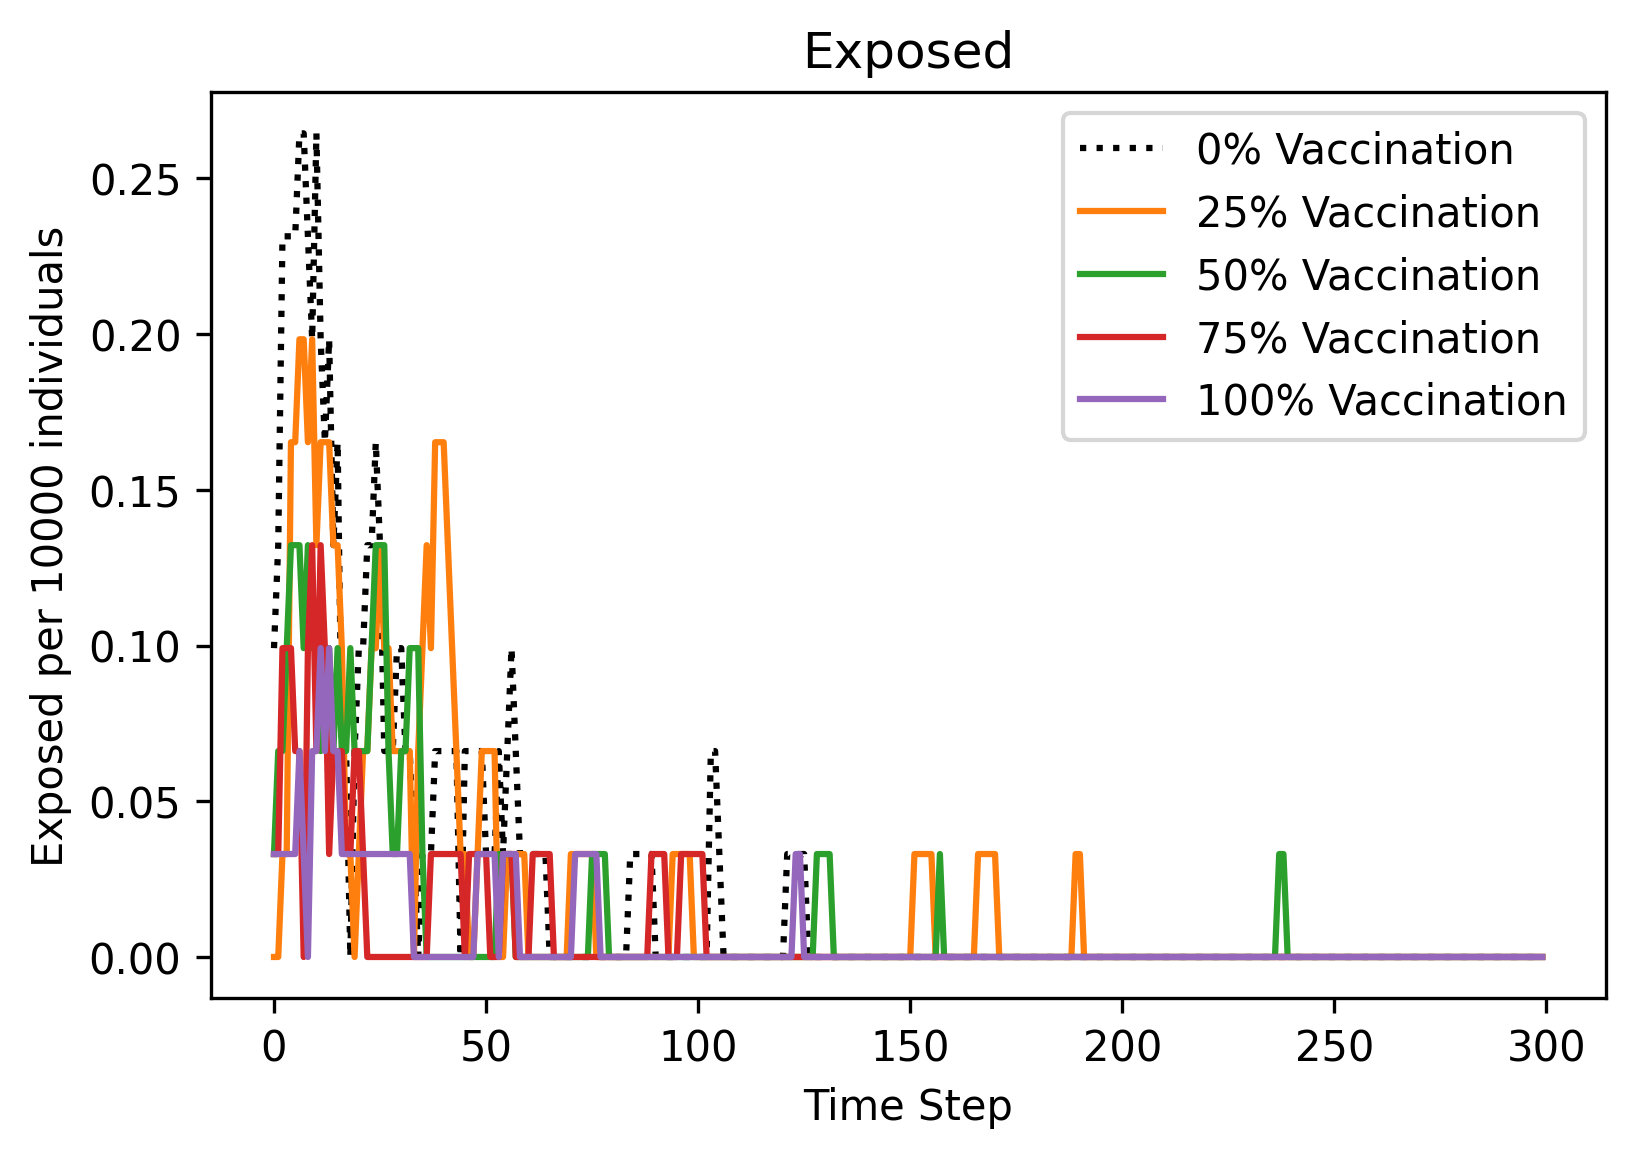 Exposed
0% Vaccination
25% Vaccination
50% Vaccination
75% Vaccination
100% Vaccination
Exposed per 10000 individuals
0.25
0.20
0.15
0.10
0.05
0.00
0 50 100 150 200 250 300
Time Step